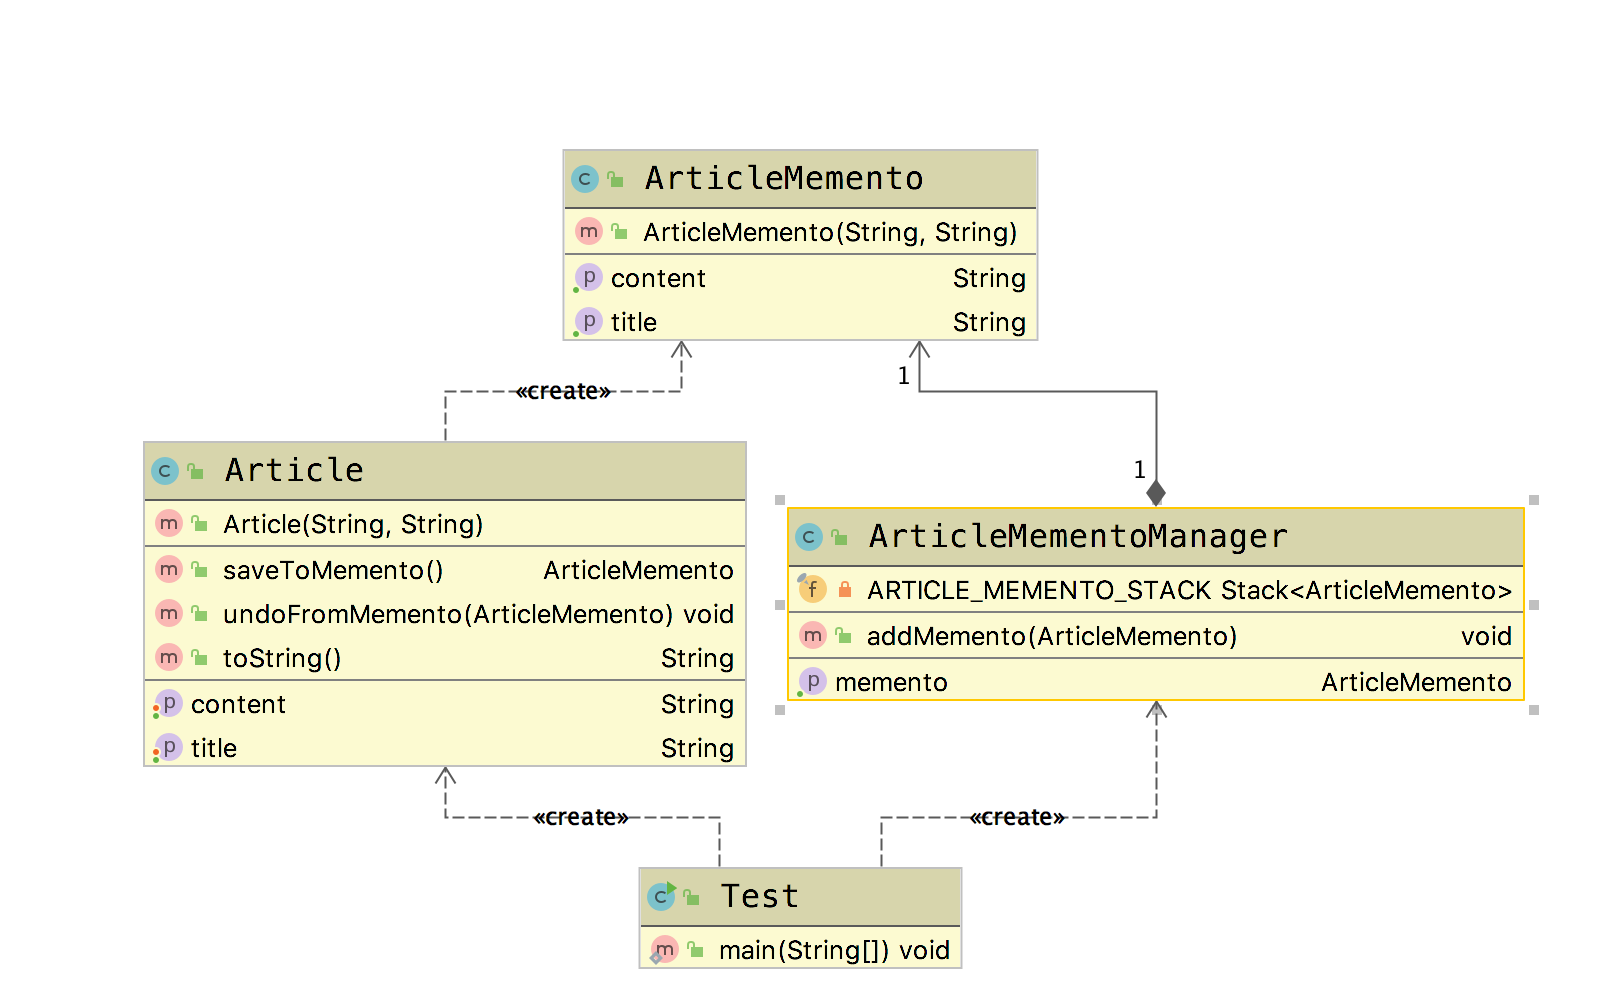 ArticleMemento
ArticleMemento(String, String)
content String
title String
«create»
1
1
Article
Article(String, String)
saveToMemento() ArticleMemento
undoFromMemento(ArticleMemento) void
toString() String
content String
title String
ArticleMementoManager
ARTICLE_MEMENTO_STACK Stack<ArticleMemento>
addMemento(ArticleMemento) void
memento ArticleMemento
«create»
«create»
Test
main(String[]) void